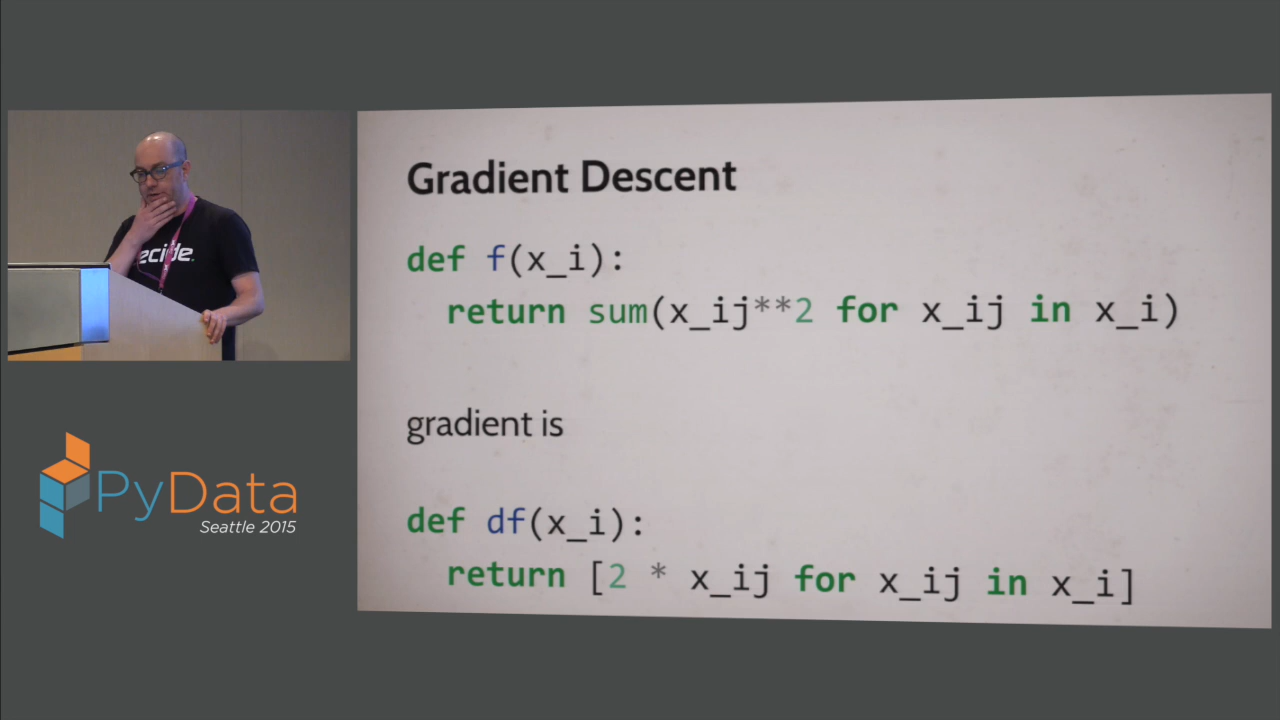 Gradient Descent
def f(x_i):
return sum(x_ij**2 for x_ij in x_i)
gradient is
def df(x_i):
return [2 * x_ij for x_ij in x_i]
ecide.
PyData
Seattle 2015